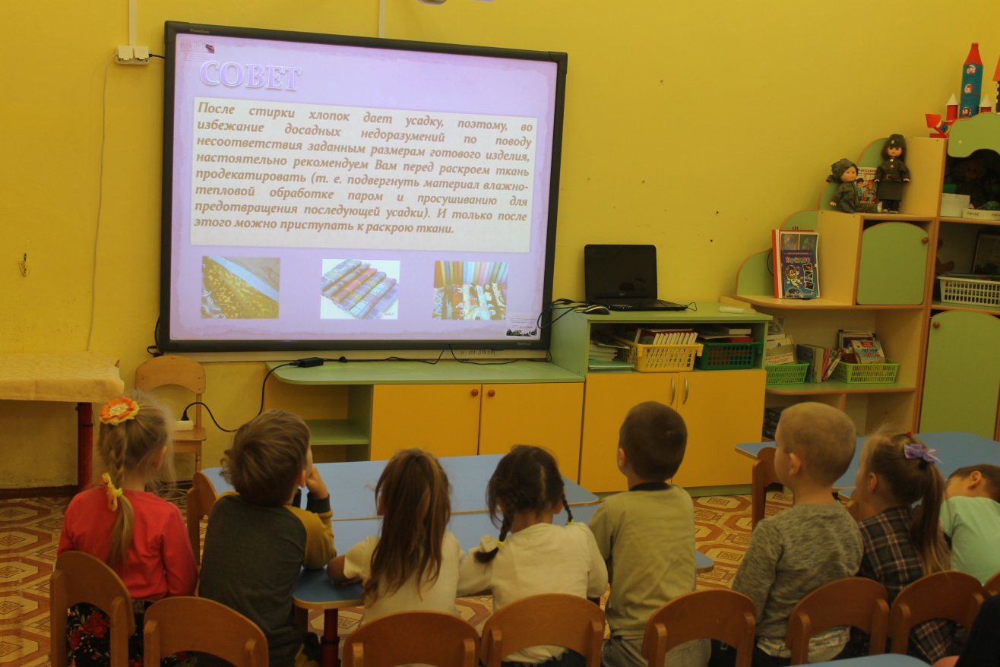 СОВЕТ
После стирки хлопок дает усадку, поэтому, во
избежание досадных недоразумений по поводу
несоответствия заданным размерам готового изделия,
настоятельно рекомендуем Вам перед раскроем ткань
продекатировать (т. е. подвергнуть материал влажно-
тепловой обработке паром и просушиванию для
предотвращения последующей усадки). И только после
этого можно приступать к раскрою ткани.